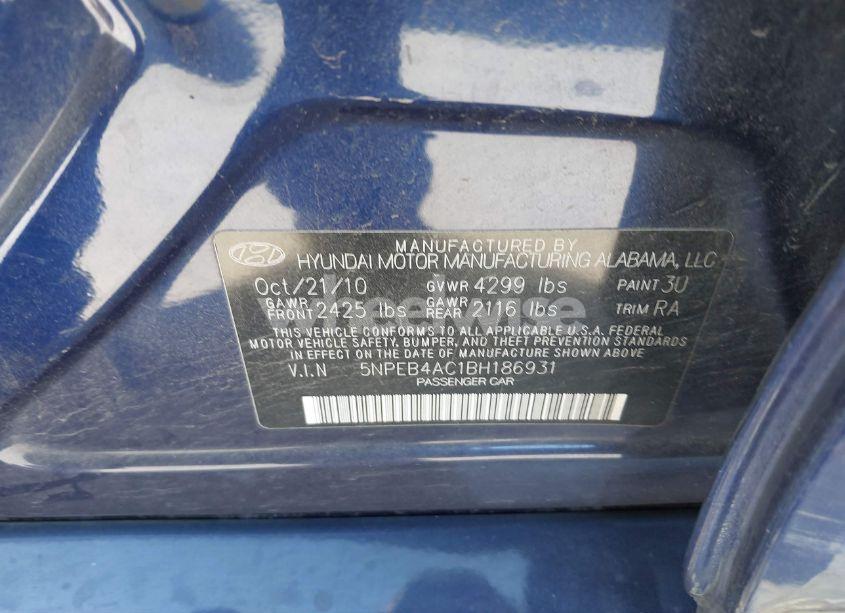 MANUFACTURED BY
HYUNDAI MOTOR MANUFACTURING ALABAMA, LLC
Oct/21/10 GVWR 4299 lbs PAINT 3U
GAWR FRONT 2425 lbs GAWR REAR 2116 lbs TRIM RA
THIS VEHICLE CONFORMS TO ALL APPLICABLE U.S.A. FEDERAL
MOTOR VEHICLE SAFETY, BUMPER, AND THEFT PREVENTION STANDARDS
IN EFFECT ON THE DATE OF MANUFACTURE SHOWN ABOVE
V.I.N 5NPEB4AC1BH186931
PASSENGER CAR